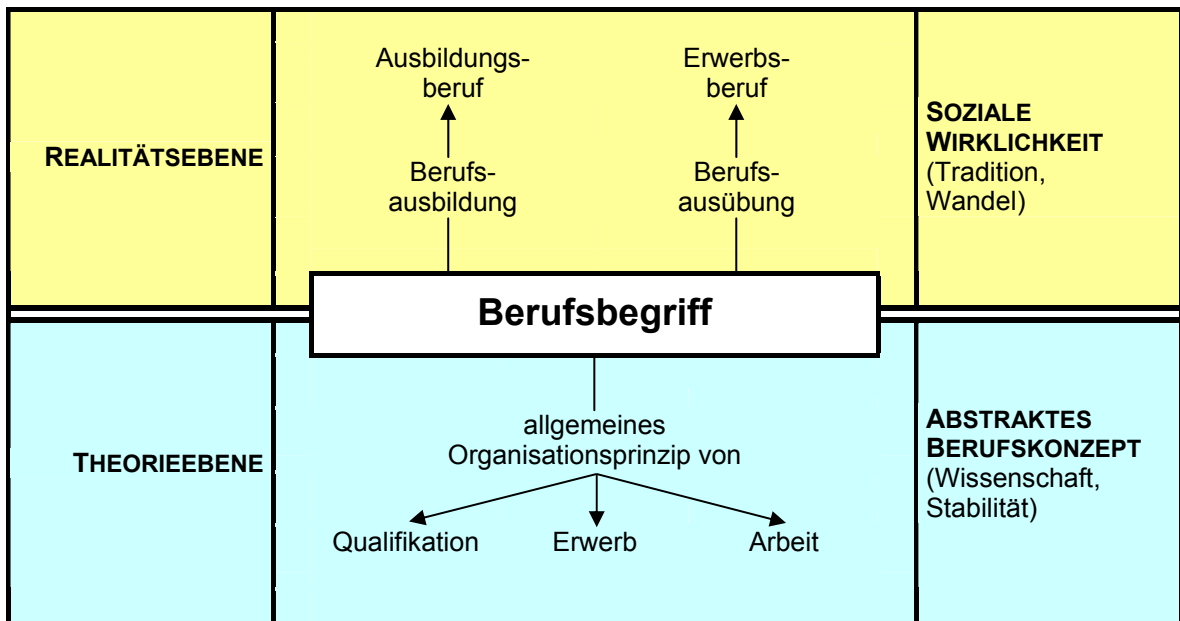 Ausbildungs-
beruf
Erwerbs-
beruf
REALITÄTSEBENE
Berufs-
ausbildung
Berufs-
ausübung
SOZIALE
WIRKLICHKEIT
(Tradition,
Wandel)
Berufsbegriff
THEORIEEBENE
allgemeines
Organisationsprinzip von
Qualifikation
Erwerb
Arbeit
ABSTRAKTES
BERUFSKONZEPT
(Wissenschaft,
Stabilität)